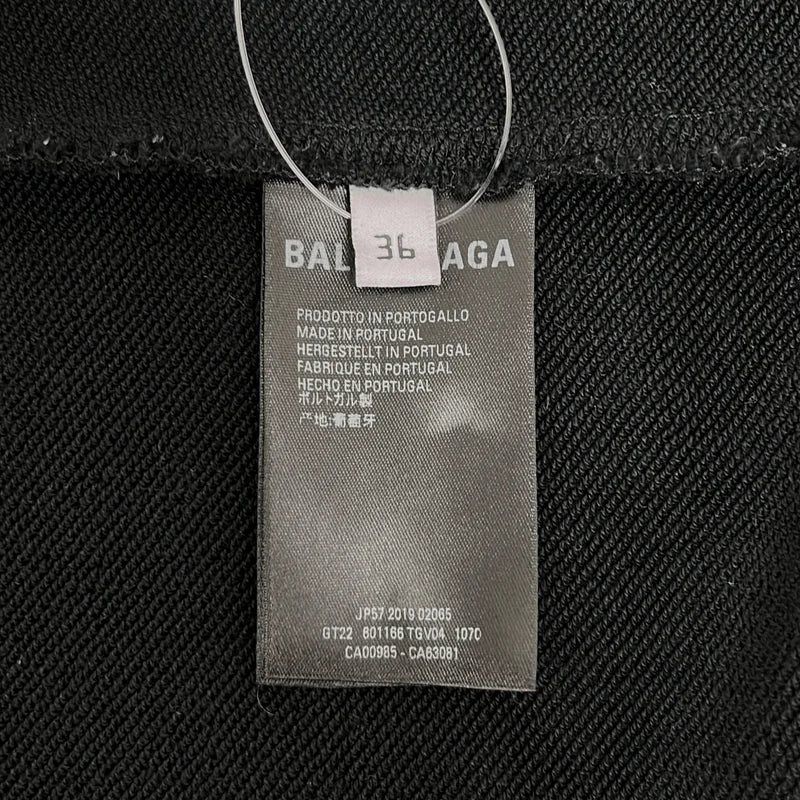 BAL AGA
36
PRODOTTO IN PORTOGALLO
MADE IN PORTUGAL
HERGESTELLT IN PORTUGAL
FABRIQUE EN PORTUGAL
HECHO EN PORTUGAL
ポルトガル製
产地:葡萄牙
JP57 2019 02065
GT22 601166 TGV04 1070
CA00985 - CA63081